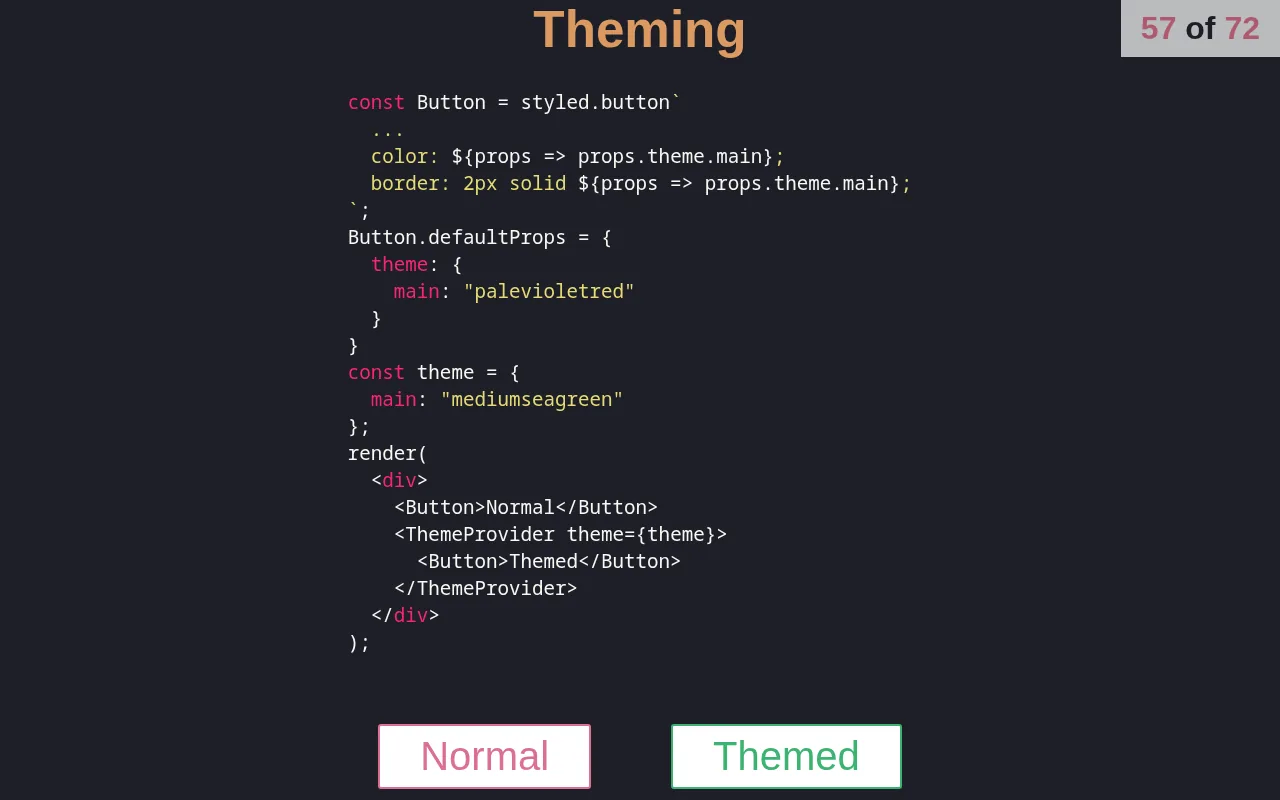 Theming
57 of 72
const Button = styled.button`
  ...
  color: ${props => props.theme.main};
  border: 2px solid ${props => props.theme.main};
`;
Button.defaultProps = {
  theme: {
    main: "palevioletred"
  }
}
const theme = {
  main: "mediumseagreen"
};
render(
  <div>
    <Button>Normal</Button>
    <ThemeProvider theme={theme}>
      <Button>Themed</Button>
    </ThemeProvider>
  </div>
);
Normal
Themed